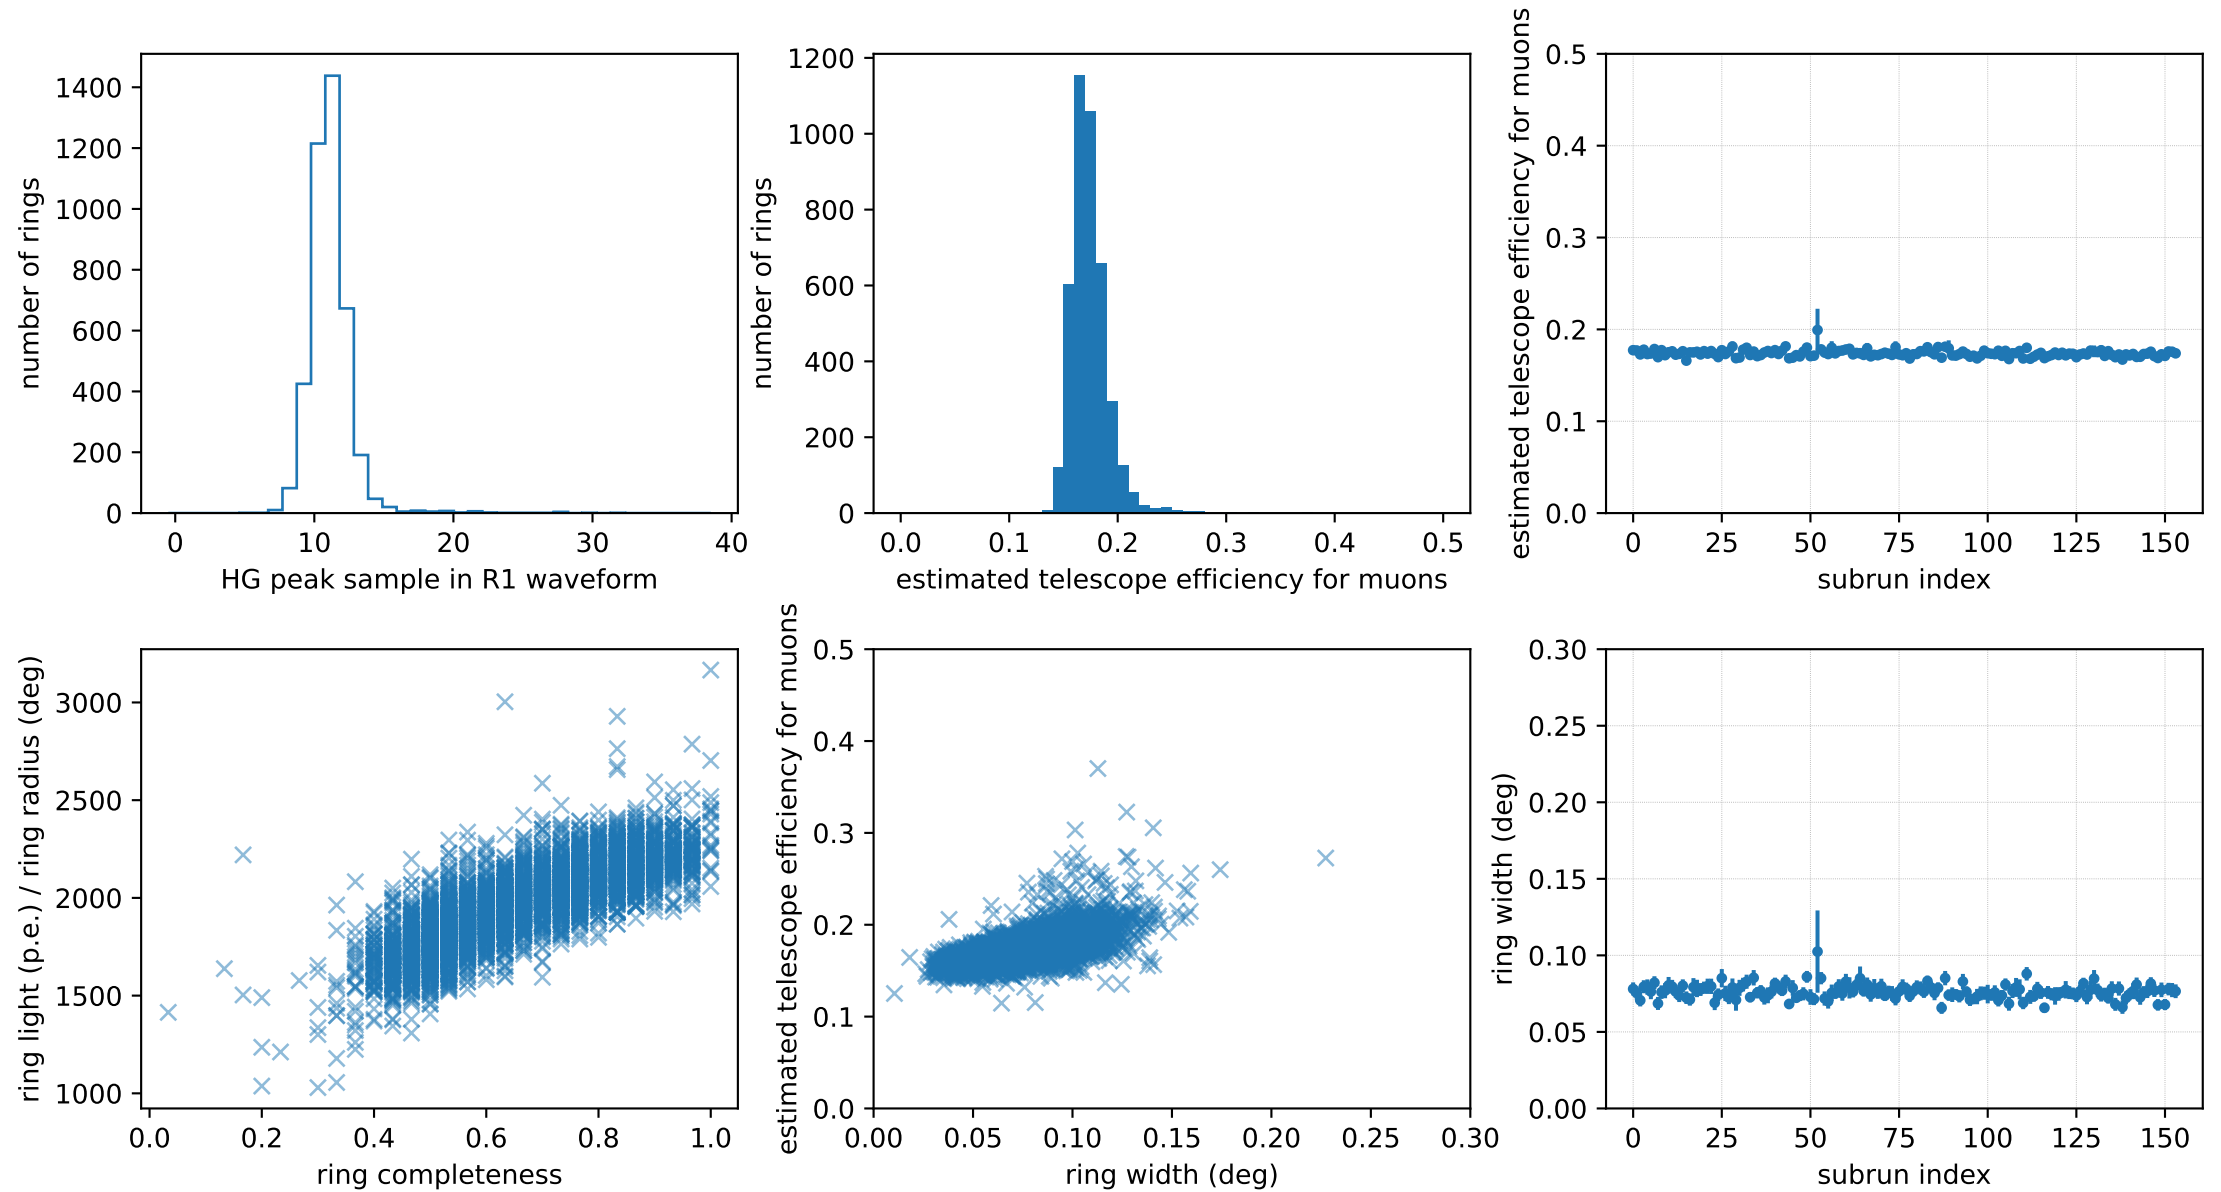 1400
1200
1000
800
600
400
200
0
number of rings
0 10 20 30 40
HG peak sample in R1 waveform
1200
1000
800
600
400
200
0
number of rings
0.0 0.1 0.2 0.3 0.4 0.5
estimated telescope efficiency for muons
0.5
0.4
0.3
0.2
0.1
0.0
estimated telescope efficiency for muons
0 25 50 75 100 125 150
subrun index
3000
2500
2000
1500
1000
ring light (p.e.) / ring radius (deg)
0.0 0.2 0.4 0.6 0.8 1.0
ring completeness
0.5
0.4
0.3
0.2
0.1
0.0
estimated telescope efficiency for muons
0.00 0.05 0.10 0.15 0.20 0.25 0.30
ring width (deg)
0.30
0.25
0.20
0.15
0.10
0.05
0.00
ring width (deg)
0 25 50 75 100 125 150
subrun index